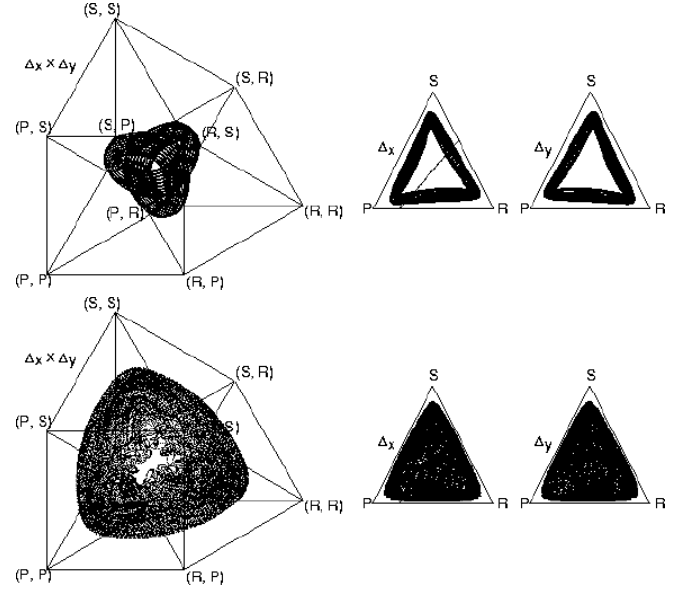 (S, S)
Δx × Δy
(S, R)
(P, S)
(S, P)
(R, S)
(P, R)
(R, R)
(P, P)
(R, P)
S
Δx
P
R
S
Δy
P
R
(S, S)
Δx × Δy
(S, R)
(P, S)
S)
(R, R)
(P, P)
(R, P)
S
Δx
P
R
S
Δy
P
R